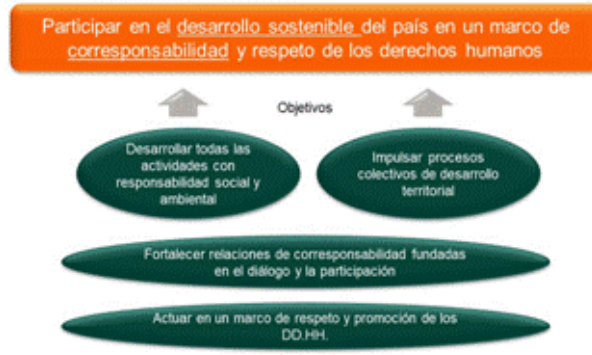 Participar en el desarrollo sostenible del país en un marco de
corresponsabilidad y respeto de los derechos humanos
Objetivos
Desarrollar todas las
actividades con
responsabilidad social y
ambiental
Impulsar procesos
colectivos de desarrollo
territorial
Fortalecer relaciones de corresponsabilidad fundadas
en el diálogo y la participación
Actuar en un marco de respeto y promoción de los
DD.HH.